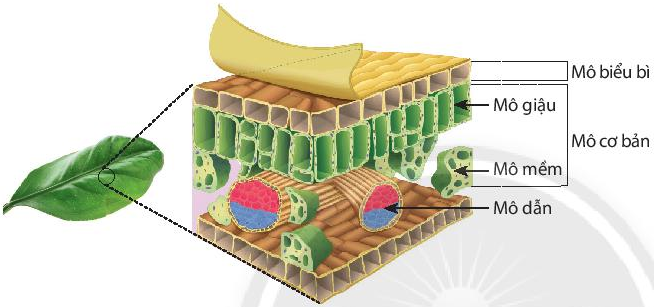 Mô biểu bì
Mô giậu
Mô cơ bản
Mô mềm
Mô dẫn